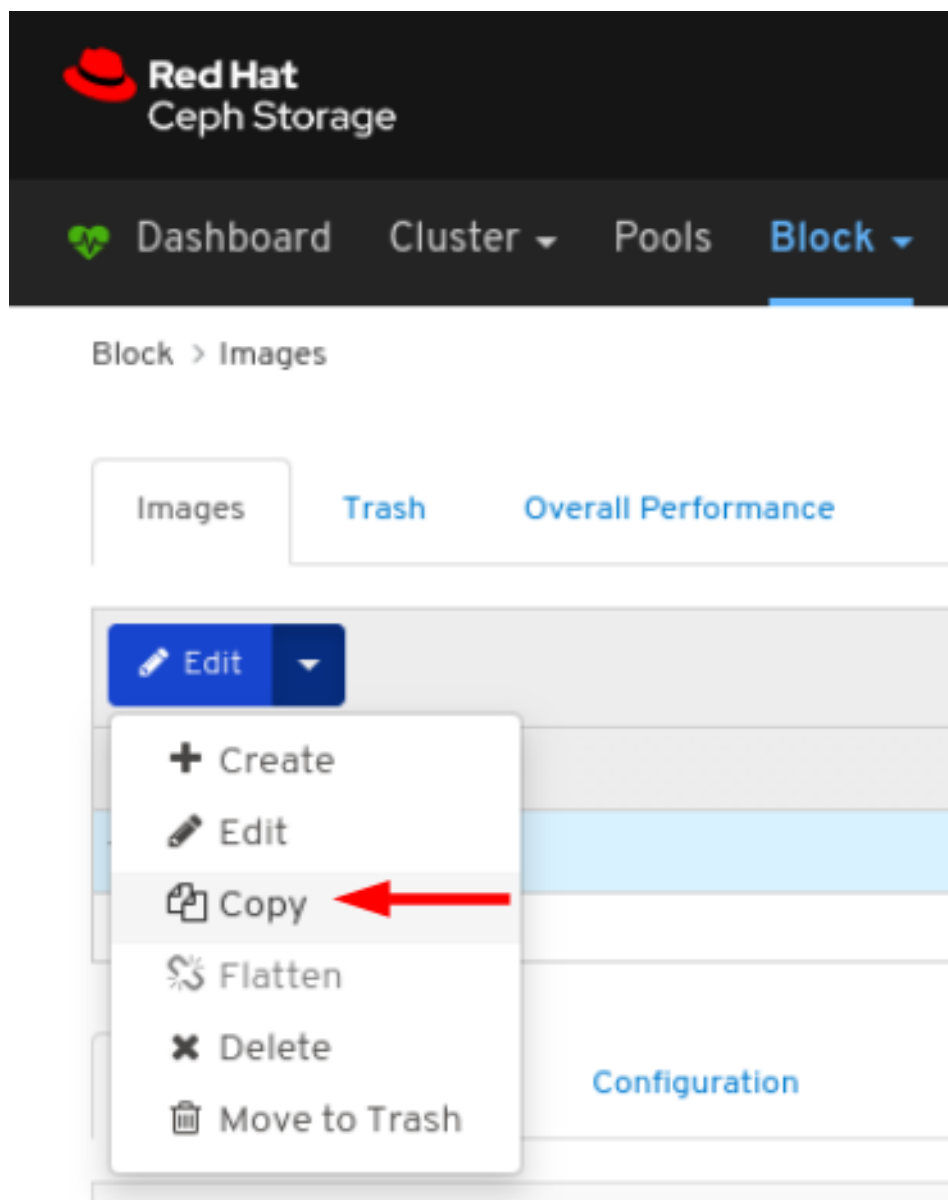 Red Hat
Ceph Storage
Dashboard Cluster Pools Block
Block > Images
Images Trash Overall Performance
Edit
Create
Edit
Copy
Flatten
Delete
Configuration
Move to Trash